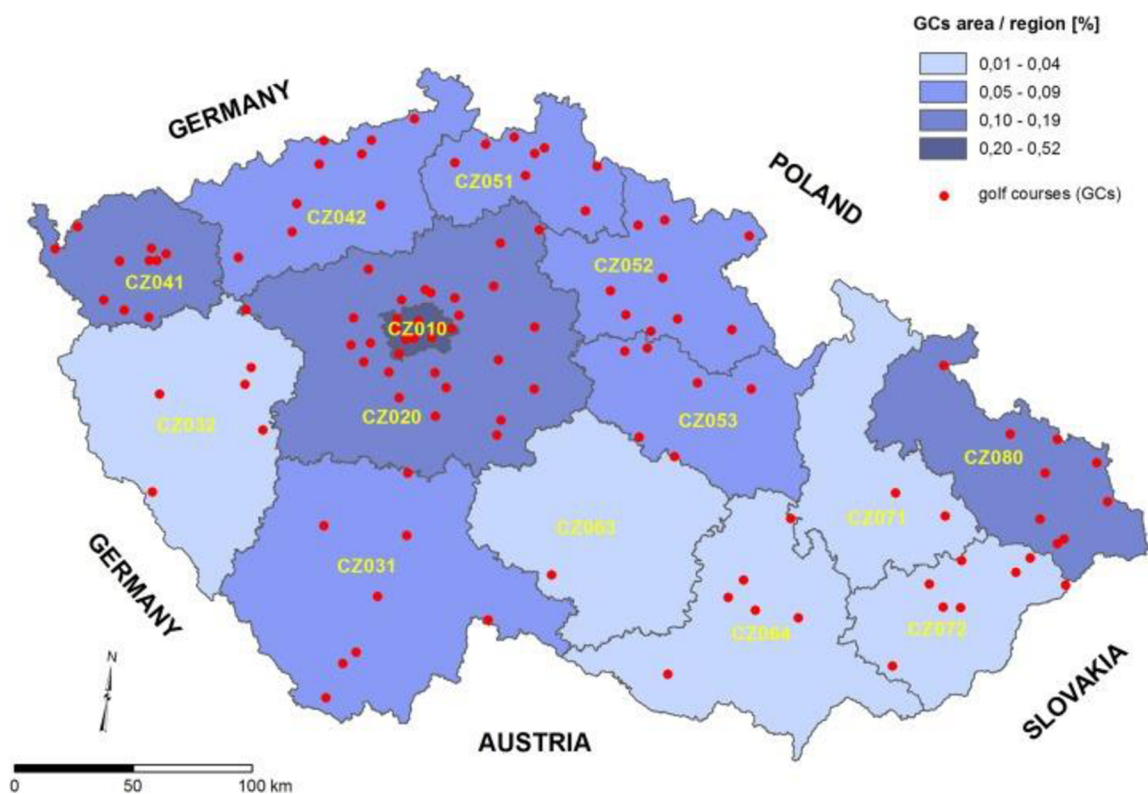 GCs area / region [%]
0,01 - 0,04
0,05 - 0,09
0,10 - 0,19
0,20 - 0,52
golf courses (GCs)
GERMANY
POLAND
CZ051
CZ042
CZ052
CZ041
CZ010
CZ020
CZ032
CZ053
CZ080
CZ071
CZ063
CZ031
CZ064
CZ072
GERMANY
SLOVAKIA
AUSTRIA
N
0 50 100 km